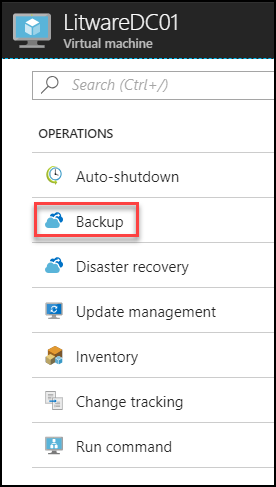 LitwareDC01
Virtual machine
Search (Ctrl+/)
OPERATIONS
Auto-shutdown
Backup
Disaster recovery
Update management
Inventory
Change tracking
Run command